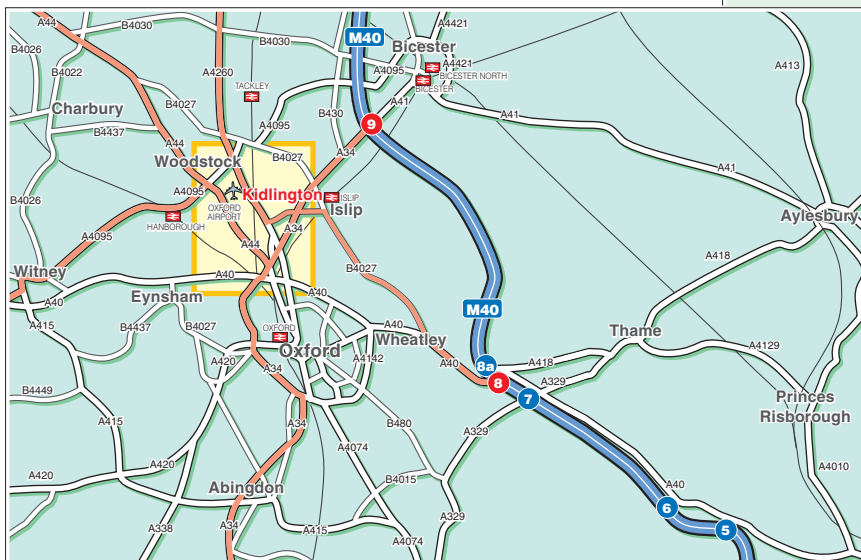 A44
B4030
B4026
B4022
A4260
B4030
M40
Bicester
A4421
A4421
BICESTER NORTH
BICESTER
A4095
A413
TACKLEY
Charbury
B4027
B430
A41
A41
B4437
A44
A4095
9
A34
Woodstock
B4027
A41
A4095
Kidlington
ISLIP
Islip
B4026
OXFORD
AIRPORT
HANBOROUGH
Aylesbury
A34
A4095
A44
A418
A418
Witney
A40
B4027
A40
Eynsham
A40
M40
A415
B4437
B4027
OXFORD
A40
Wheatley
Thame
Oxford
A4142
A420
A4129
A40
8a
A418
A34
8
A329
7
B4449
Princes
Risborough
A415
A34
A4074
B480
A329
A420
A420
B4015
A4010
Abingdon
A40
6
A329
5
A338
A34
A415
A4074